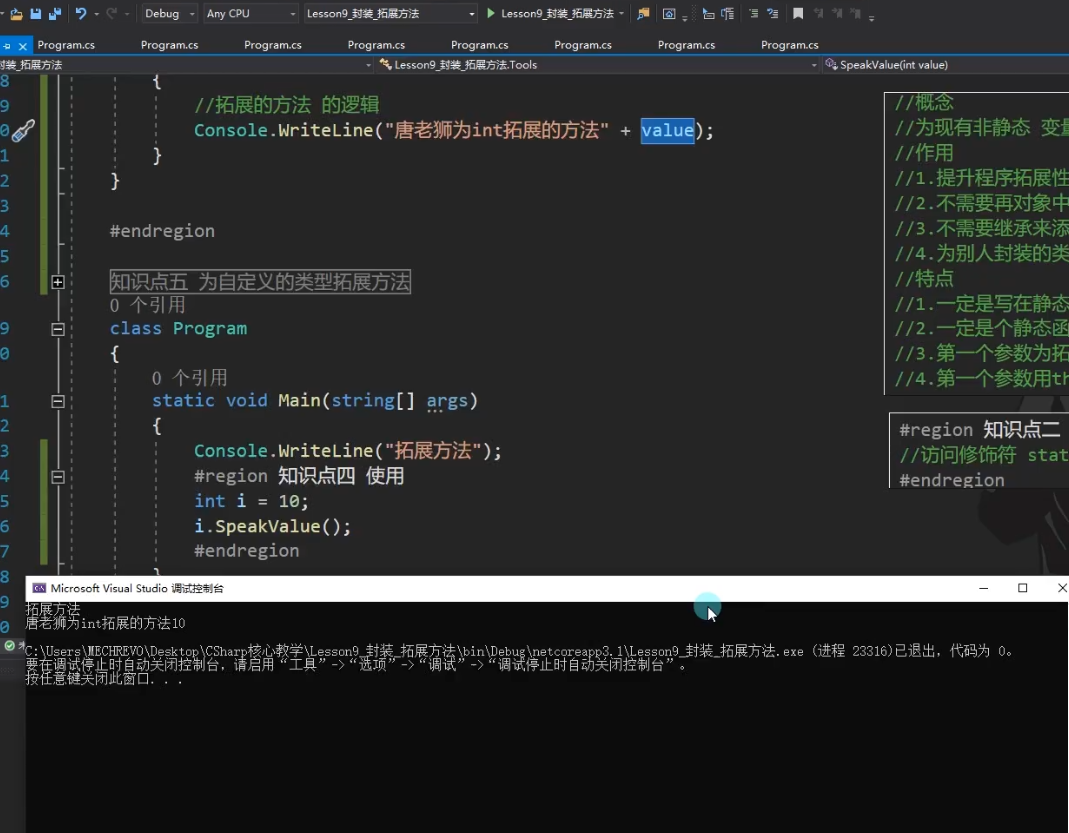 Debug Any CPU Lesson9_封装_拓展方法 Lesson9_封装_拓展方法
Program.cs Program.cs Program.cs Program.cs Program.cs Program.cs Program.cs Program.cs
封装_拓展方法 Lesson9_封装_拓展方法.Tools SpeakValue(int value)
{
//拓展的方法 的逻辑
Console.WriteLine("唐老狮为int拓展的方法" + value);
}
}
#endregion
知识点五 为自定义的类型拓展方法
0 个引用
class Program
{
0 个引用
static void Main(string[] args)
{
Console.WriteLine("拓展方法");
#region 知识点四 使用
int i = 10;
i.SpeakValue();
#endregion
}
//概念
//为现有非静态 变量
//作用
//1.提升程序拓展性
//2.不需要再对象中
//3.不需要继承来添
//4.为别人封装的类
//特点
//1.一定是写在静态
//2.一定是个静态函
//3.第一个参数为拓
//4.第一个参数用th
#region 知识点二
//访问修饰符 stat
#endregion
Microsoft Visual Studio 调试控制台
拓展方法
唐老狮为int拓展的方法10
C:\Users\MECHREVO\Desktop\CSharp核心教学\Lesson9_封装_拓展方法\bin\Debug\netcoreapp3.1\Lesson9_封装_拓展方法.exe (进程 23316)已退出，代码为 0。
要在调试停止时自动关闭控制台，请启用“工具”->“选项”->“调试”->“调试停止时自动关闭控制台”。
按任意键关闭此窗口. . .